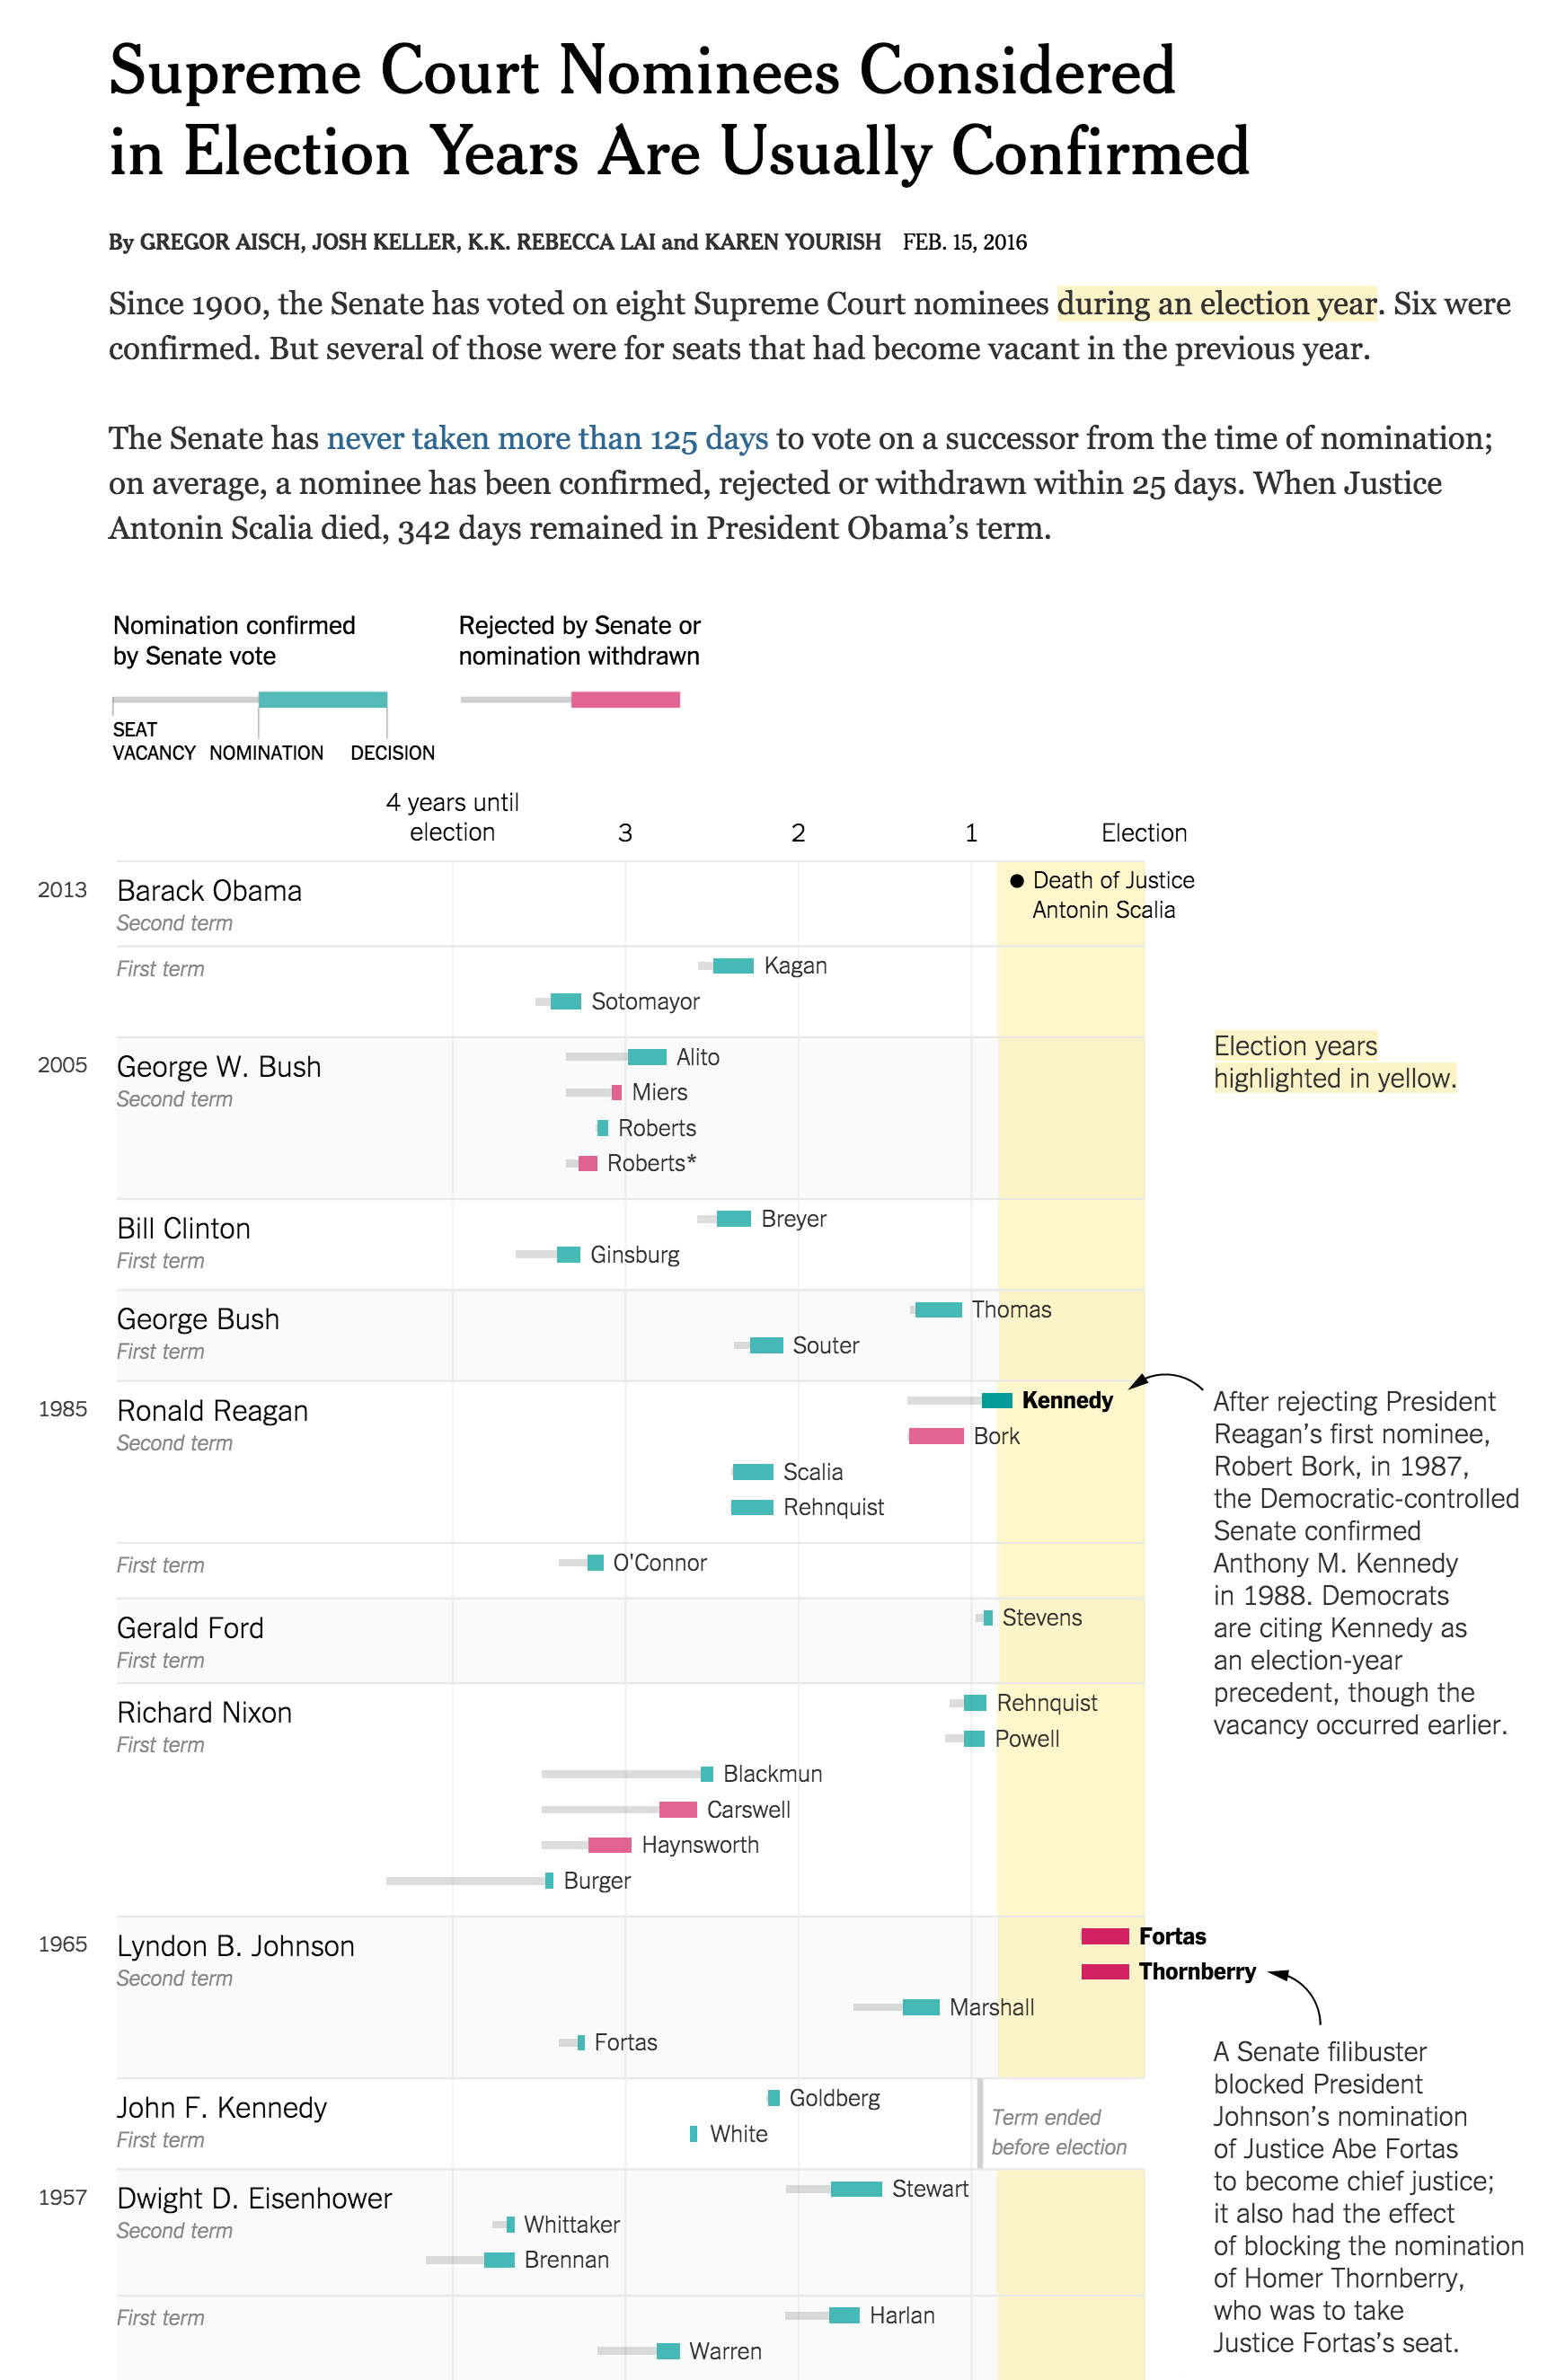 Supreme Court Nominees Considered
in Election Years Are Usually Confirmed
By GREGOR AISCH, JOSH KELLER, K.K. REBECCA LAI and KAREN YOURISH FEB. 15, 2016
Since 1900, the Senate has voted on eight Supreme Court nominees during an election year. Six were
confirmed. But several of those were for seats that had become vacant in the previous year.
The Senate has never taken more than 125 days to vote on a successor from the time of nomination;
on average, a nominee has been confirmed, rejected or withdrawn within 25 days. When Justice
Antonin Scalia died, 342 days remained in President Obama’s term.
Nomination confirmed
by Senate vote
SEAT
VACANCY NOMINATION DECISION
Rejected by Senate or
nomination withdrawn
4 years until
election 3 2 1 Election
2013 Barack Obama
Second term
Death of Justice
Antonin Scalia
First term
Kagan
Sotomayor
Election years
highlighted in yellow.
2005 George W. Bush
Second term
Alito
Miers
Roberts
Roberts*
Bill Clinton
First term
Breyer
Ginsburg
George Bush
First term
Thomas
Souter
1985 Ronald Reagan
Second term
Kennedy
Bork
Scalia
Rehnquist
After rejecting President
Reagan’s first nominee,
Robert Bork, in 1987,
the Democratic-controlled
Senate confirmed
Anthony M. Kennedy
in 1988. Democrats
are citing Kennedy as
an election-year
precedent, though the
vacancy occurred earlier.
First term
O'Connor
Gerald Ford
First term
Stevens
Richard Nixon
First term
Rehnquist
Powell
Blackmun
Carswell
Haynsworth
Burger
1965 Lyndon B. Johnson
Second term
Fortas
Thornberry
Marshall
Fortas
A Senate filibuster
blocked President
Johnson’s nomination
of Justice Abe Fortas
to become chief justice;
it also had the effect
of blocking the nomination
of Homer Thornberry,
who was to take
Justice Fortas’s seat.
John F. Kennedy
First term
Goldberg
White
Term ended
before election
1957 Dwight D. Eisenhower
Second term
Stewart
Whittaker
Brennan
First term
Harlan
Warren